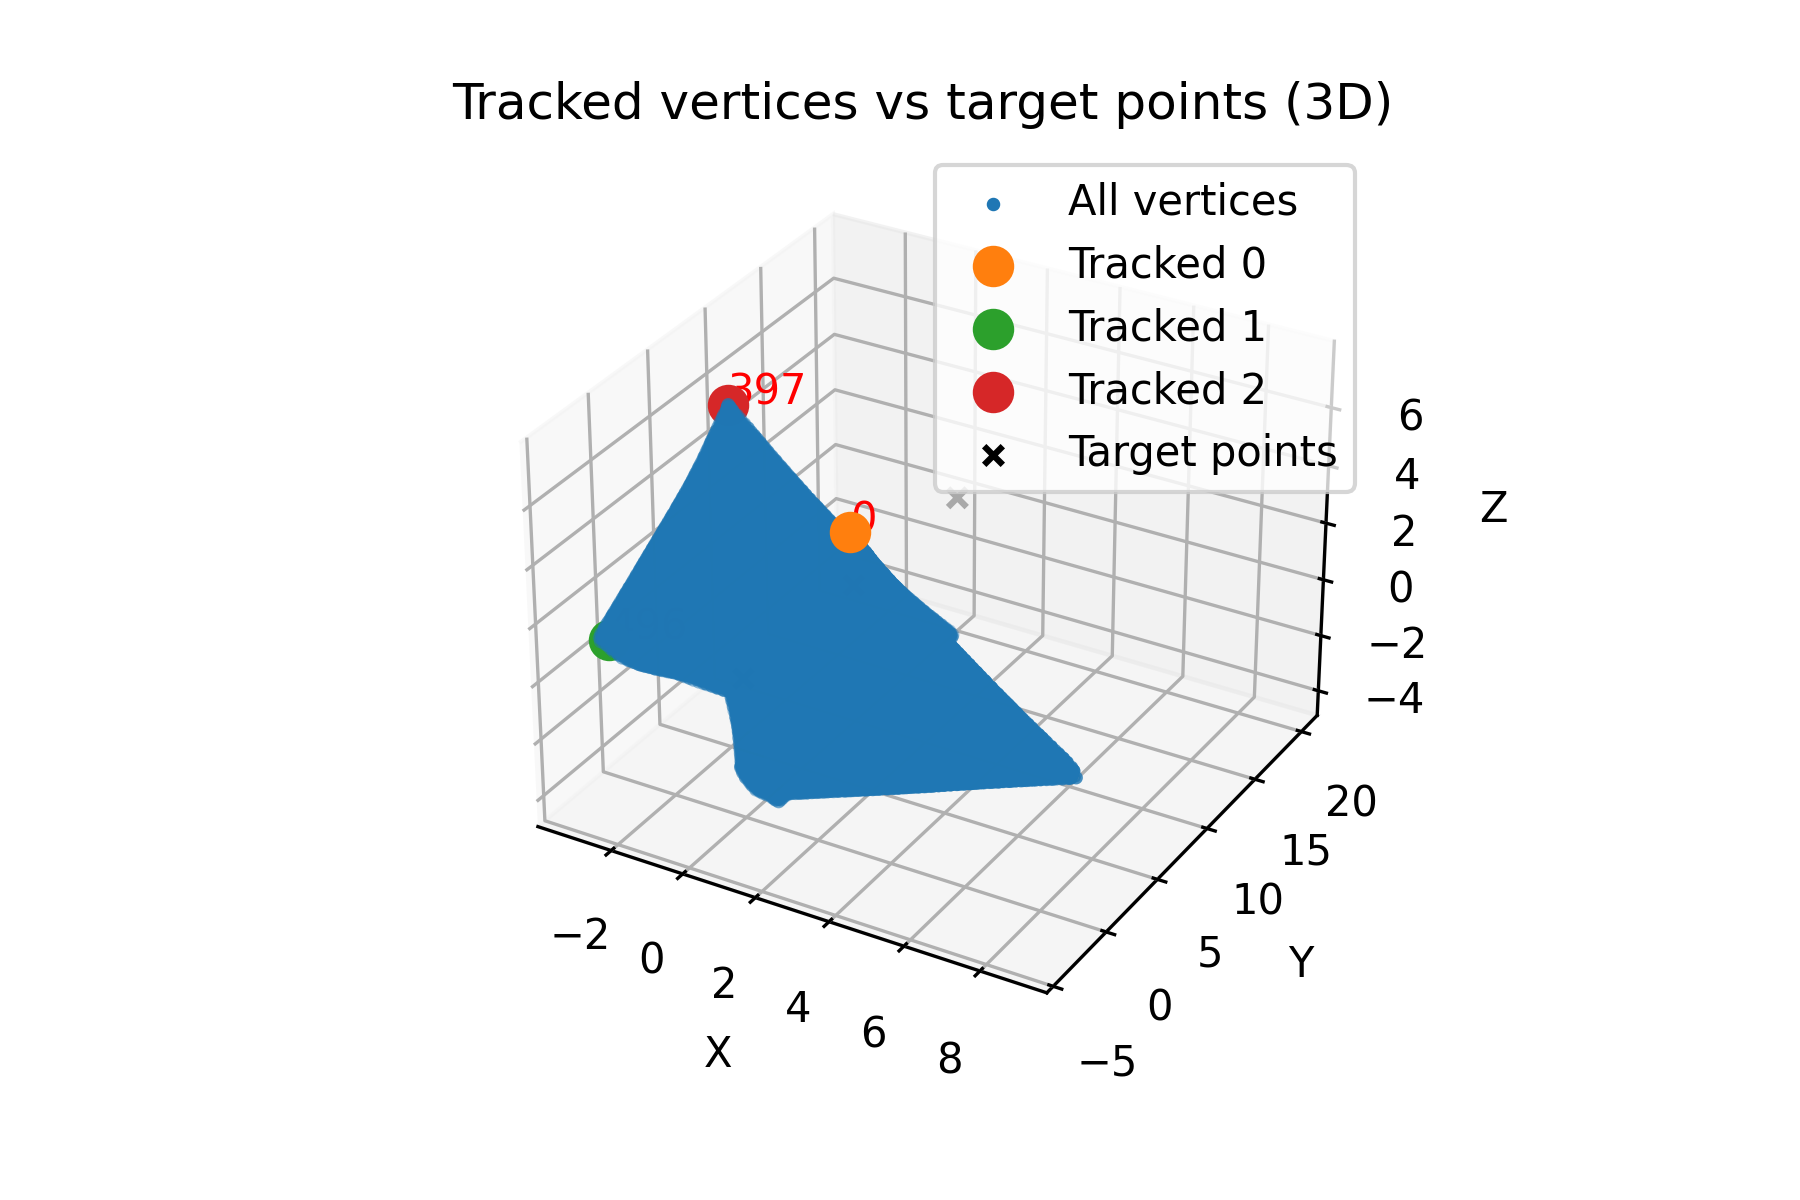 Tracked vertices vs target points (3D)
All vertices
Tracked 0
Tracked 1
Tracked 2
Target points
397
0
6
4
2
0
−2
−4
Z
20
15
10
5
0
−5
Y
−2
0
2
4
6
8
X